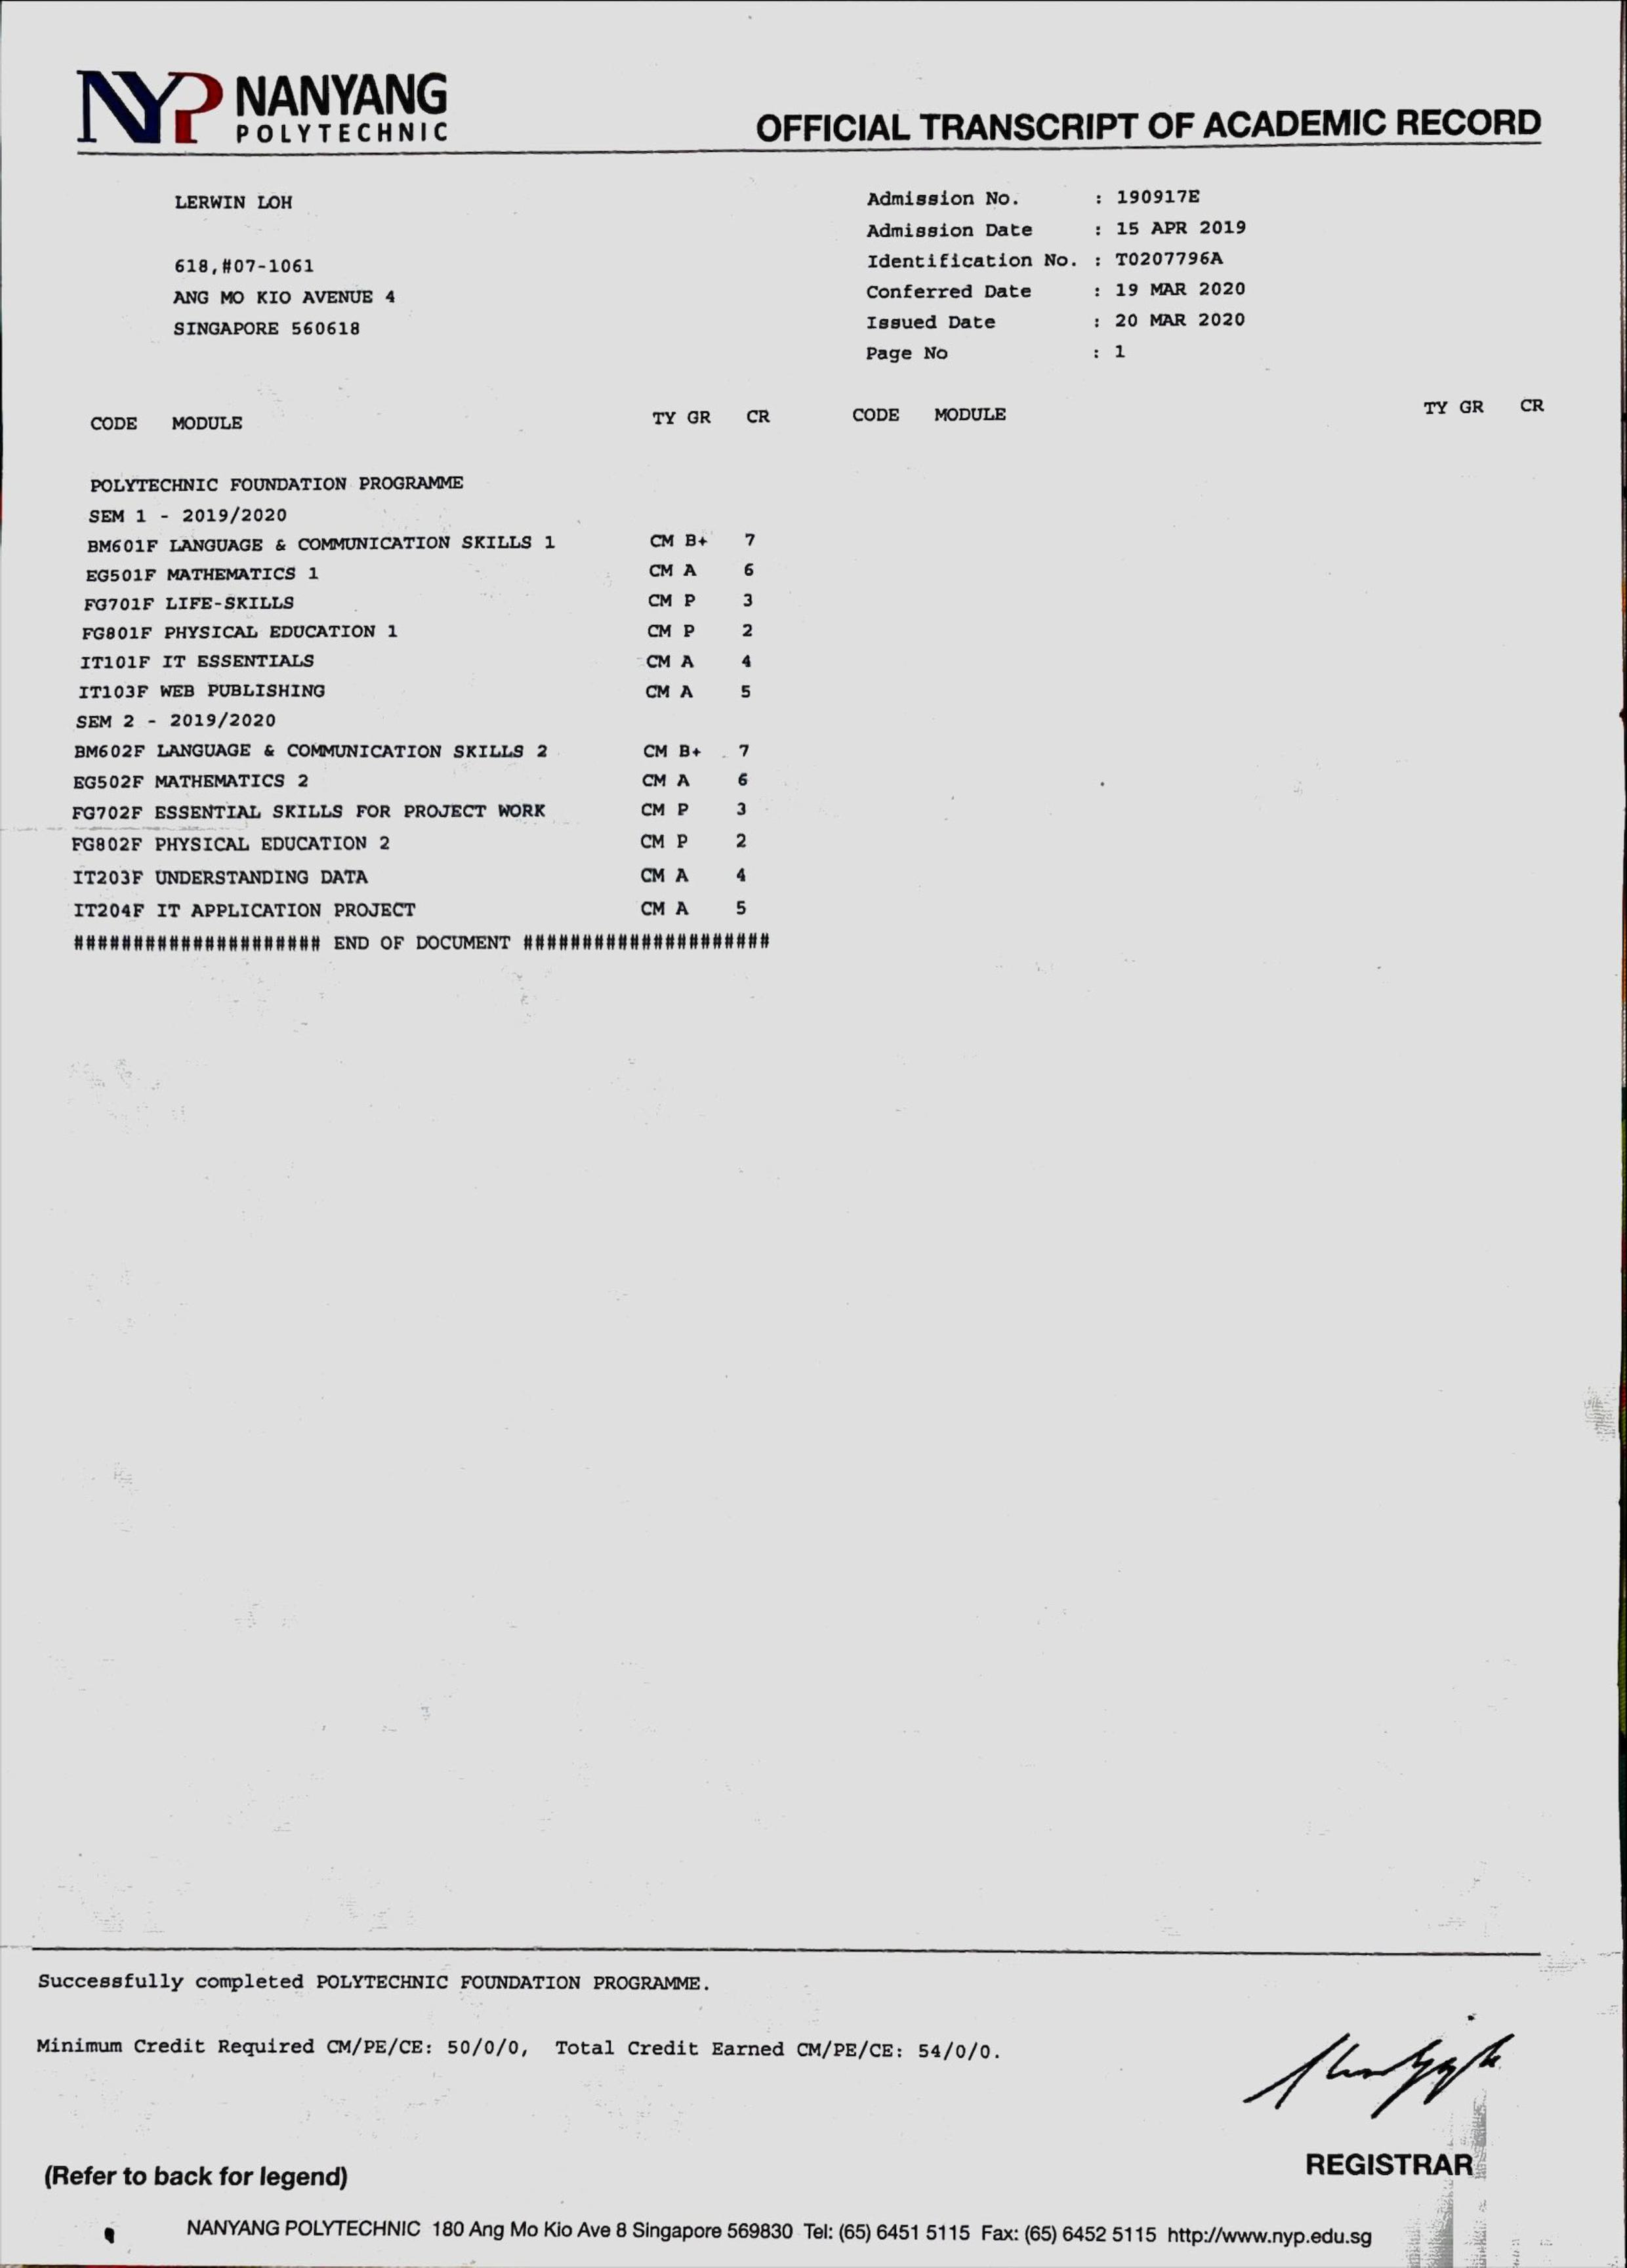 NYP NANYANG
POLYTECHNIC
OFFICIAL TRANSCRIPT OF ACADEMIC RECORD
LERWIN LOH
618,#07-1061
ANG MO KIO AVENUE 4
SINGAPORE 560618
Admission No. : 190917E
Admission Date : 15 APR 2019
Identification No. : T0207796A
Conferred Date : 19 MAR 2020
Issued Date : 20 MAR 2020
Page No : 1
CODE MODULE TY GR CR CODE MODULE TY GR CR
POLYTECHNIC FOUNDATION PROGRAMME
SEM 1 - 2019/2020
BM601F LANGUAGE & COMMUNICATION SKILLS 1 CM B+ 7
EG501F MATHEMATICS 1 CM A 6
FG701F LIFE-SKILLS CM P 3
FG801F PHYSICAL EDUCATION 1 CM P 2
IT101F IT ESSENTIALS CM A 4
IT103F WEB PUBLISHING CM A 5
SEM 2 - 2019/2020
BM602F LANGUAGE & COMMUNICATION SKILLS 2 CM B+ 7
EG502F MATHEMATICS 2 CM A 6
FG702F ESSENTIAL SKILLS FOR PROJECT WORK CM P 3
FG802F PHYSICAL EDUCATION 2 CM P 2
IT203F UNDERSTANDING DATA CM A 4
IT204F IT APPLICATION PROJECT CM A 5
##################### END OF DOCUMENT #####################
Successfully completed POLYTECHNIC FOUNDATION PROGRAMME.
Minimum Credit Required CM/PE/CE: 50/0/0, Total Credit Earned CM/PE/CE: 54/0/0.
REGISTRAR
(Refer to back for legend)
NANYANG POLYTECHNIC 180 Ang Mo Kio Ave 8 Singapore 569830 Tel: (65) 6451 5115 Fax: (65) 6452 5115 http://www.nyp.edu.sg